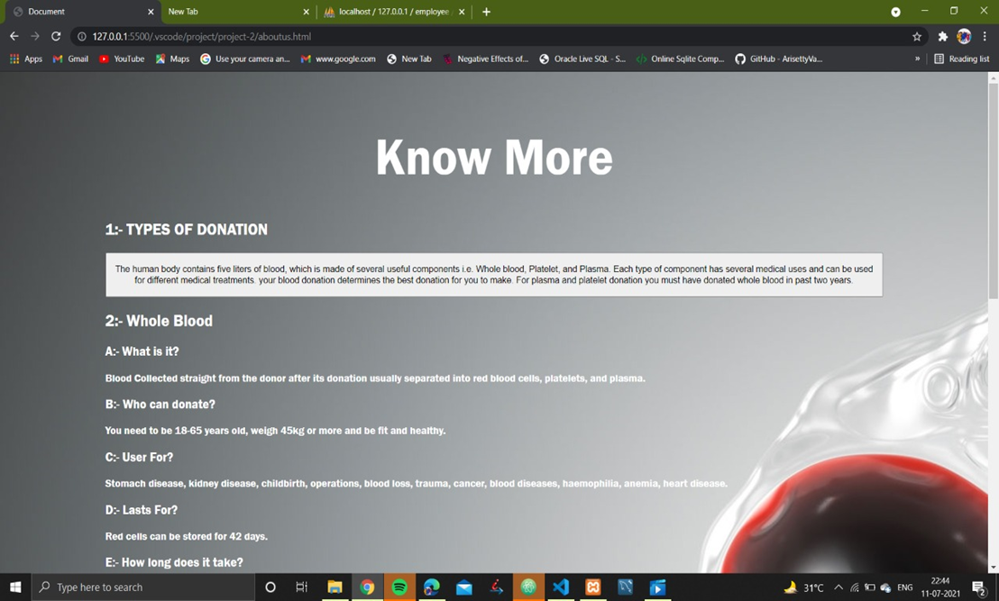 Document
New Tab
localhost / 127.0.0.1 / employee
127.0.0.1:5500/.vscode/project/project-2/aboutus.html
Apps
Gmail
YouTube
Maps
Use your camera an...
www.google.com
New Tab
Negative Effects of...
Oracle Live SQL - S...
Online Sqlite Comp...
GitHub - ArisettyVa...
»
Reading list
Know More
1:- TYPES OF DONATION
The human body contains five liters of blood, which is made of several useful components i.e. Whole blood, Platelet, and Plasma. Each type of component has several medical uses and can be used
for different medical treatments. your blood donation determines the best donation for you to make. For plasma and platelet donation you must have donated whole blood in past two years.
2:- Whole Blood
A:- What is it?
Blood Collected straight from the donor after its donation usually separated into red blood cells, platelets, and plasma.
B:- Who can donate?
You need to be 18-65 years old, weigh 45kg or more and be fit and healthy.
C:- User For?
Stomach disease, kidney disease, childbirth, operations, blood loss, trauma, cancer, blood diseases, haemophilia, anemia, heart disease.
D:- Lasts For?
Red cells can be stored for 42 days.
E:- How long does it take?
Type here to search
31°C
ENG
22:44
11-07-2021
2